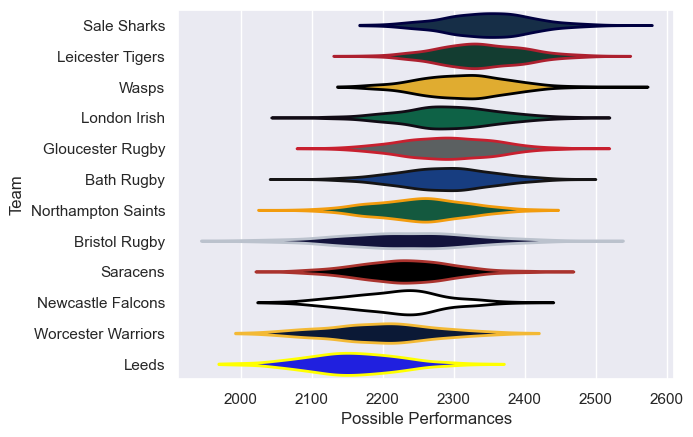 Sale Sharks
Leicester Tigers
Wasps
London Irish
Gloucester Rugby
Bath Rugby
Northampton Saints
Bristol Rugby
Saracens
Newcastle Falcons
Worcester Warriors
Leeds
Team
2000 2100 2200 2300 2400 2500 2600
Possible Performances